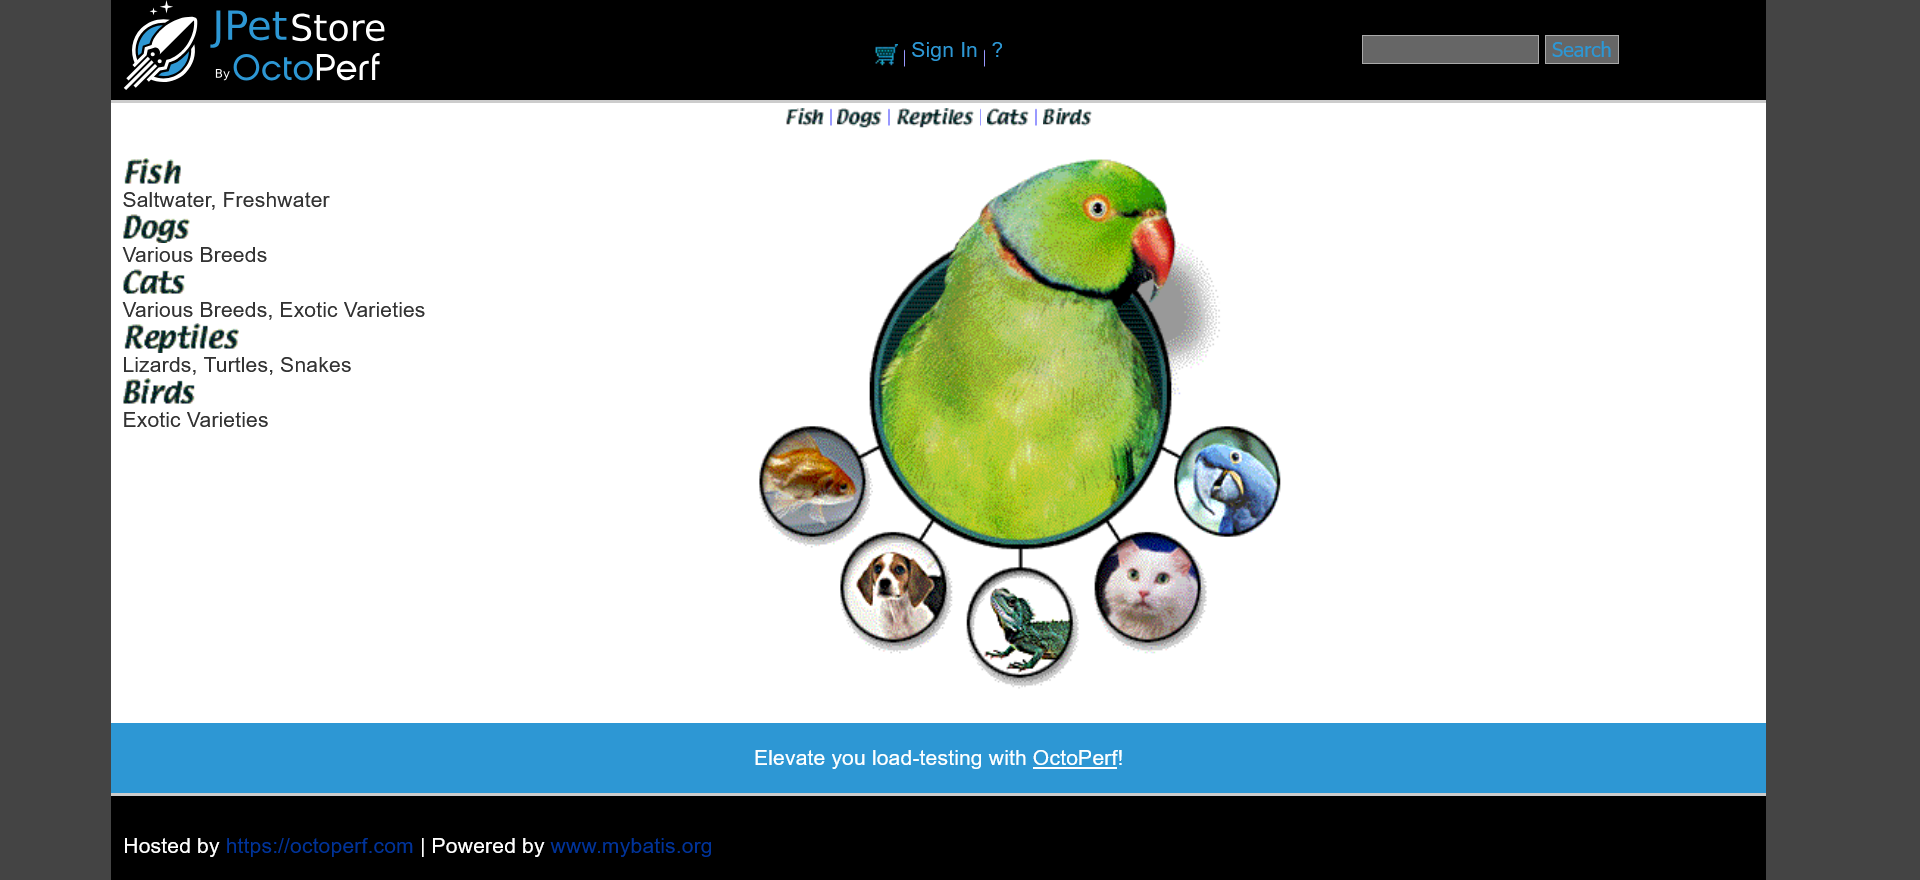 JPetStore
By OctoPerf
Sign In ?
Search
Fish Dogs Reptiles Cats Birds
Fish
Saltwater, Freshwater
Dogs
Various Breeds
Cats
Various Breeds, Exotic Varieties
Reptiles
Lizards, Turtles, Snakes
Birds
Exotic Varieties
Elevate you load-testing with OctoPerf!
Hosted by https://octoperf.com | Powered by www.mybatis.org